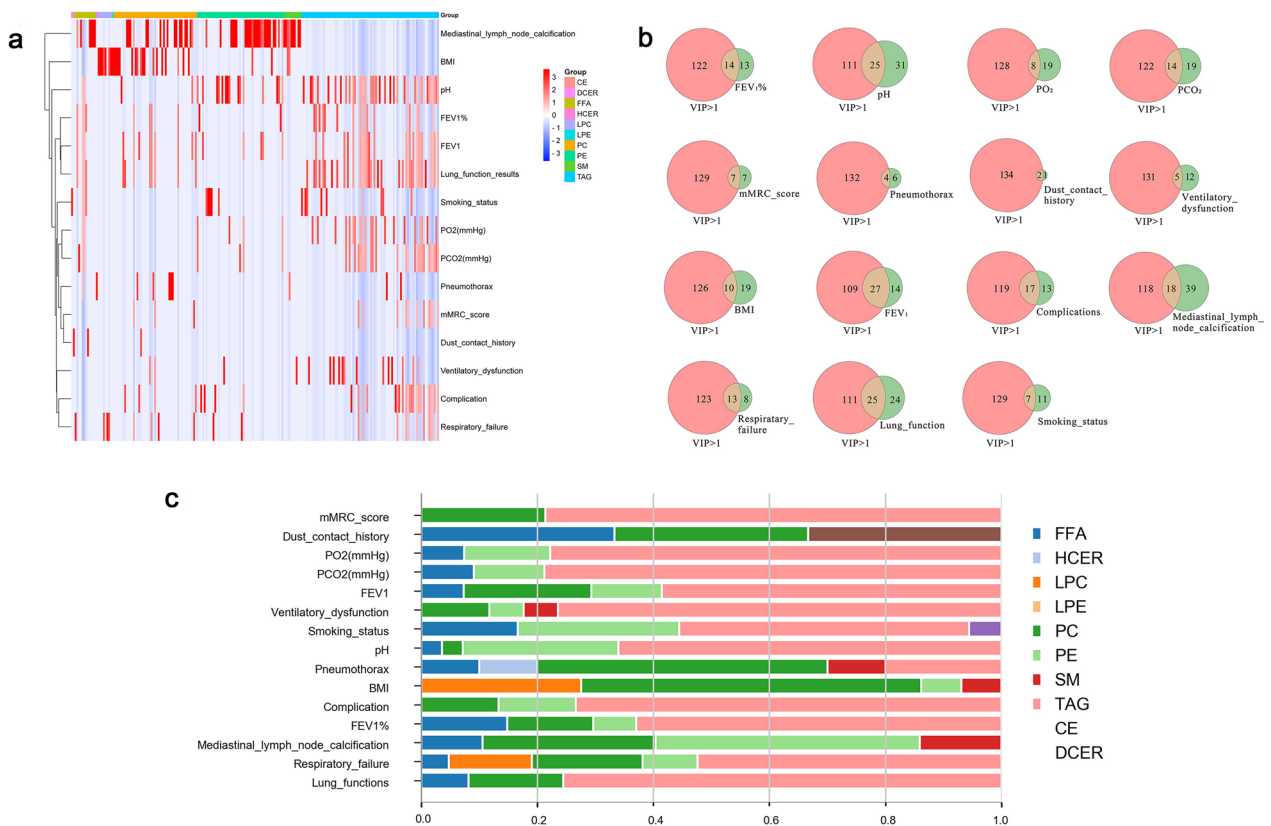 a
Group
Mediastinal_lymph_node_calcification
BMI
pH
FEV1%
FEV1
Lung_function_results
Smoking_status
PO2(mmHg)
PCO2(mmHg)
Pneumothorax
mMRC_score
Dust_contact_history
Ventilatory_dysfunction
Complication
Respiratory_failure
3
2
1
0
- 1
- 2
- 3
Group
CE
DCER
FFA
HCER
LPC
LPE
PC
PE
SM
TAG
b
122 14 13
FEV₁%
VIP>1
111 25 31
pH
VIP>1
128 8 19
PO₂
VIP>1
122 14 19
PCO₂
VIP>1
129 7 7
mMRC_score
VIP>1
132 4 6
Pneumothorax
VIP>1
134 2 1
Dust_contact_
history
VIP>1
131 5 12
Ventilatory_
dysfunction
VIP>1
126 10 19
BMI
VIP>1
109 27 14
FEV₁
VIP>1
119 17 13
Complications
VIP>1
118 18 39
Mediastinal_lymph_
node_calcification
VIP>1
123 13 8
Respiratary_
failure
VIP>1
111 25 24
Lung_function
VIP>1
129 7 11
Smoking_status
VIP>1
c
mMRC_score
Dust_contact_history
PO2(mmHg)
PCO2(mmHg)
FEV1
Ventilatory_dysfunction
Smoking_status
pH
Pneumothorax
BMI
Complication
FEV1%
Mediastinal_lymph_node_calcification
Respiratory_failure
Lung_functions
0.0 0.2 0.4 0.6 0.8 1.0
FFA
HCER
LPC
LPE
PC
PE
SM
TAG
CE
DCER